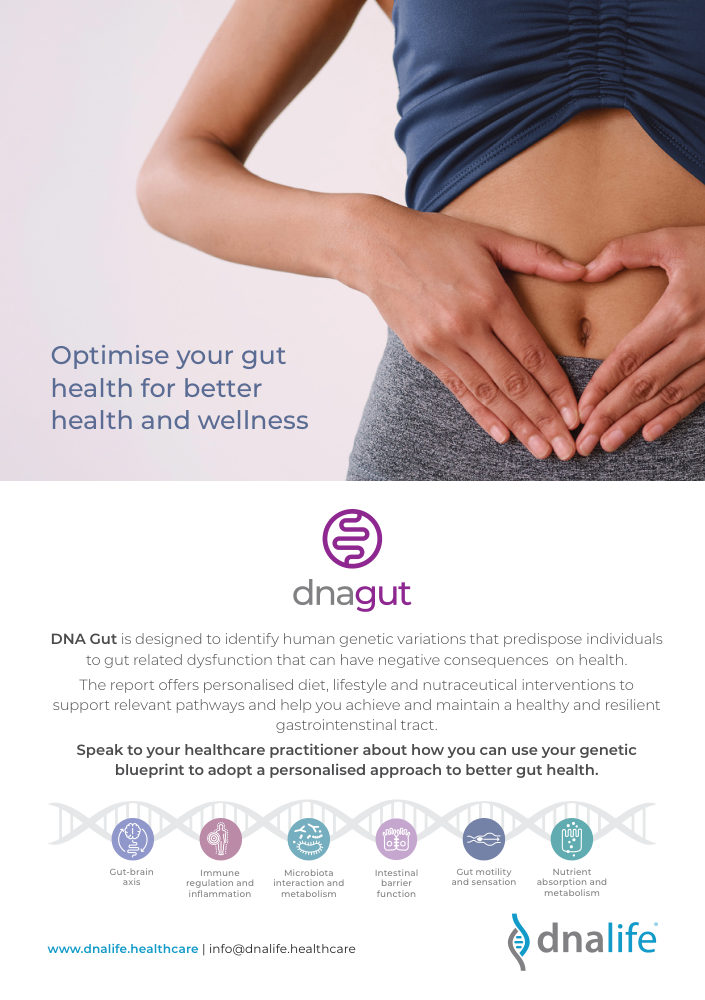 Optimise your gut
health for better
health and wellness
dnagut
DNA Gut is designed to identify human genetic variations that predispose individuals
to gut related dysfunction that can have negative consequences  on health.
The report offers personalised diet, lifestyle and nutraceutical interventions to
support relevant pathways and help you achieve and maintain a healthy and resilient
gastrointenstinal tract.
Speak to your healthcare practitioner about how you can use your genetic
blueprint to adopt a personalised approach to better gut health.
Gut-brain
axis
Immune
regulation and
inflammation
Microbiota
interaction and
metabolism
Intestinal
barrier
function
Gut motility
and sensation
Nutrient
absorption and
metabolism
www.dnalife.healthcare | info@dnalife.healthcare
dnalife